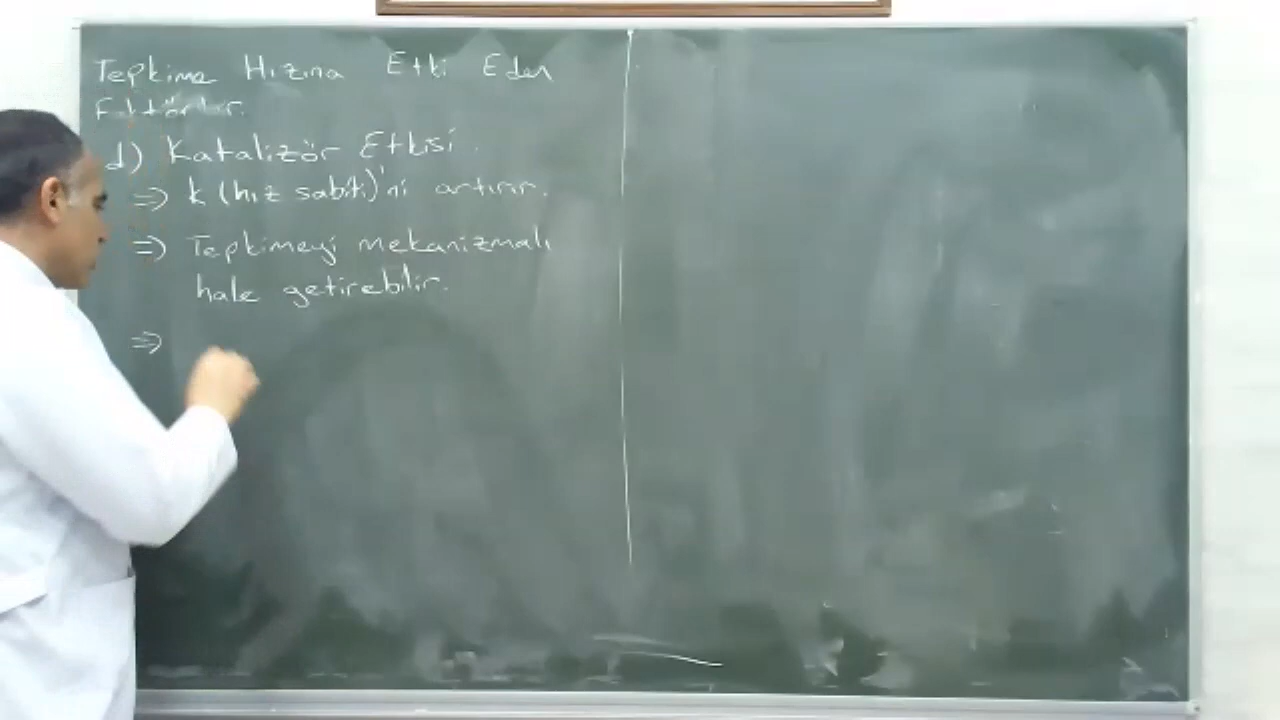 Tepkime Hızına Etki Eden
Faktörler.
d) Katalizör Etkisi.
⇒ k (hız sabiti)'ni artırır.
⇒ Tepkimeyi mekanizmalı
hale getirebilir.
⇒